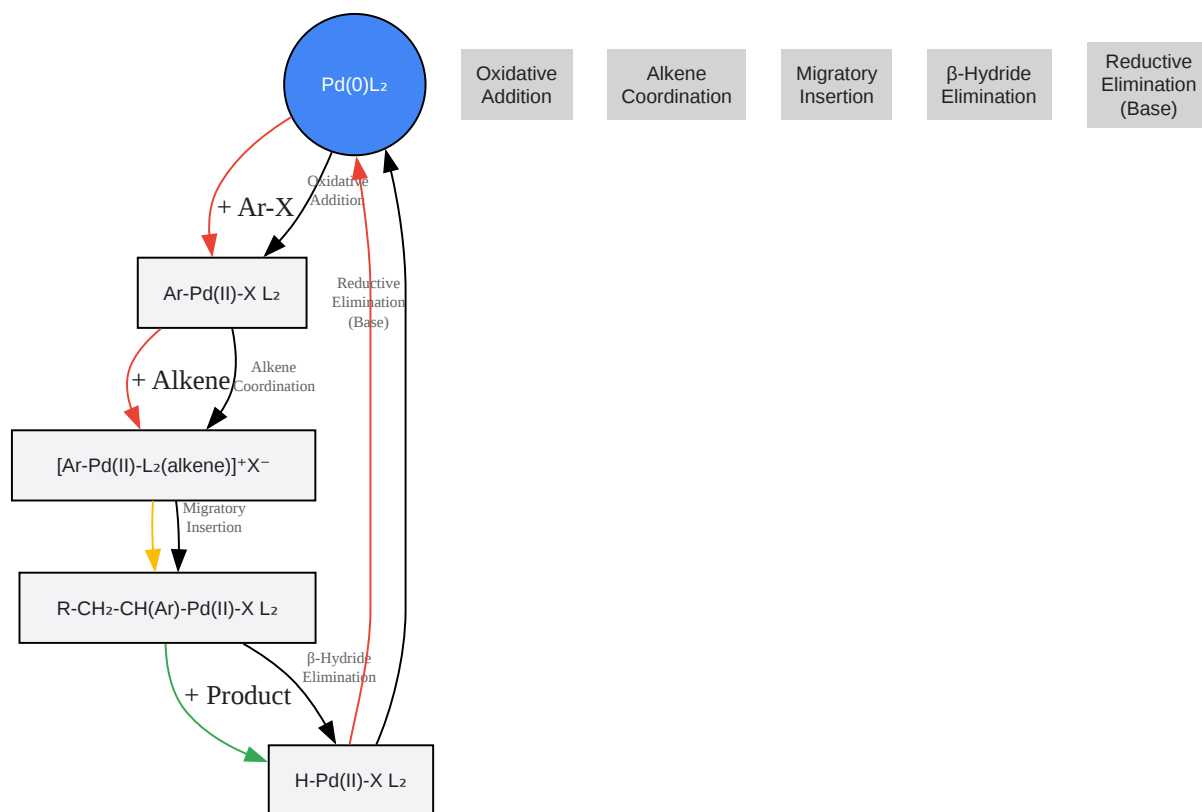 Pd(0)L₂
Oxidative
Addition
Alkene
Coordination
Migratory
Insertion
β-Hydride
Elimination
Reductive
Elimination
(Base)
Oxidative
Addition
+ Ar-X
Ar-Pd(II)-X L₂
Reductive
Elimination
(Base)
+ Alkene
Alkene
Coordination
[Ar-Pd(II)-L₂(alkene)]⁺X⁻
Migratory
Insertion
R-CH₂-CH(Ar)-Pd(II)-X L₂
β-Hydride
Elimination
+ Product
H-Pd(II)-X L₂